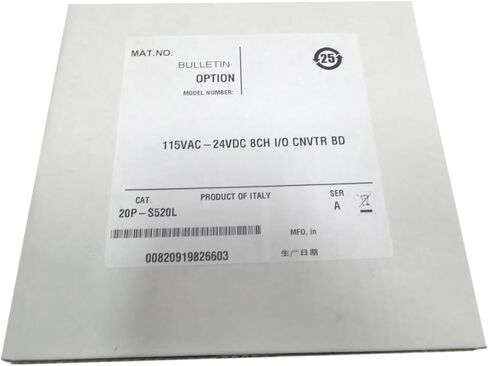 MAT.NO.
BULLETIN
OPTION
MODEL NUMBER:
25
115VAC – 24VDC 8CH I/O CNVTR BD
CAT. PRODUCT OF ITALY SER
20P – S520L A
MFD, in
00820919826603 生产日期